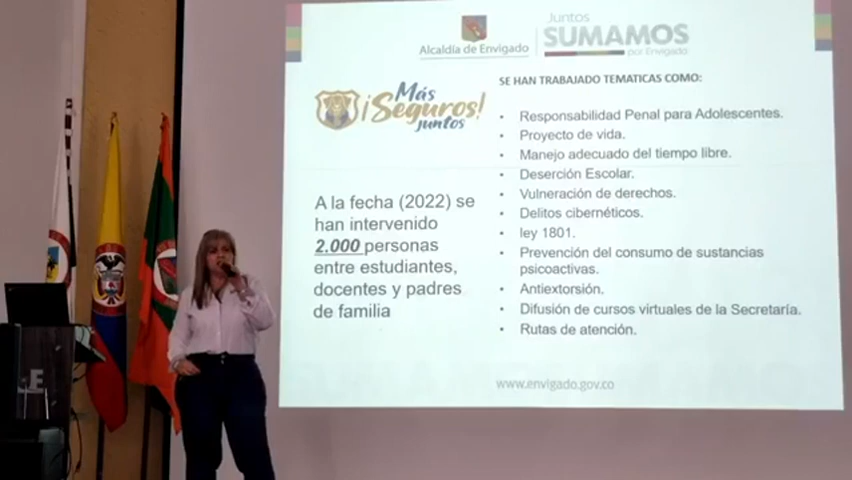 Alcaldía de Envigado
Juntos
SUMAMOS
por Envigado
Más
¡Seguros!
juntos
A la fecha (2022) se
han intervenido
2.000 personas
entre estudiantes,
docentes y padres
de familia
SE HAN TRABAJADO TEMATICAS COMO:
• Responsabilidad Penal para Adolescentes.
• Proyecto de vida.
• Manejo adecuado del tiempo libre.
• Deserción Escolar.
• Vulneración de derechos.
• Delitos cibernéticos.
• ley 1801.
• Prevención del consumo de sustancias
psicoactivas.
• Antiextorsión.
• Difusión de cursos virtuales de la Secretaría.
• Rutas de atención.
www.envigado.gov.co